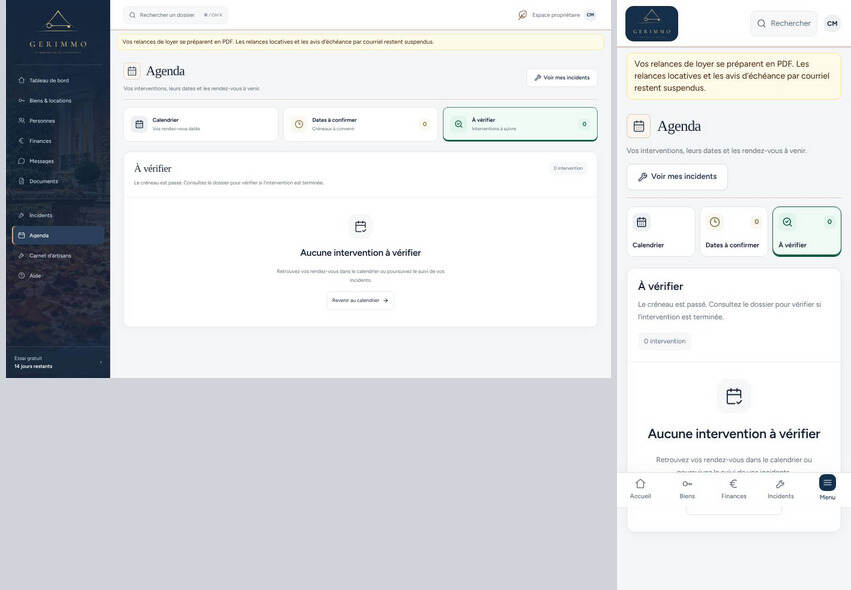 GERIMMO
Tableau de bord
Biens & locations
Personnes
Finances
Messages
Documents
Incidents
Agenda
Carnet d'artisans
Aide
Essai gratuit
14 jours restants
Rechercher un dossier
Espace propriétaire
CM
Vos relances de loyer se préparent en PDF. Les relances locatives et les avis d'échéance par courriel restent suspendus.
Agenda
Vos interventions, leurs dates et les rendez-vous à venir.
Voir mes incidents
Calendrier
Vos rendez-vous datés
Dates à confirmer
Créneaux à convenir
0
À vérifier
Interventions à suivre
0
À vérifier
0 intervention
Le créneau est passé. Consultez le dossier pour vérifier si l'intervention est terminée.
Aucune intervention à vérifier
Retrouvez vos rendez-vous dans le calendrier ou poursuivez le suivi de vos
incidents.
Revenir au calendrier
GERIMMO
Rechercher
CM
Vos relances de loyer se préparent en PDF. Les
relances locatives et les avis d'échéance par courriel
restent suspendus.
Agenda
Vos interventions, leurs dates et les rendez-vous à venir.
Voir mes incidents
Calendrier
0
Dates à confirmer
0
À vérifier
À vérifier
Le créneau est passé. Consultez le dossier pour vérifier si
l'intervention est terminée.
0 intervention
Aucune intervention à vérifier
Retrouvez vos rendez-vous dans le calendrier ou
Accueil
Biens
Finances
Incidents
Menu